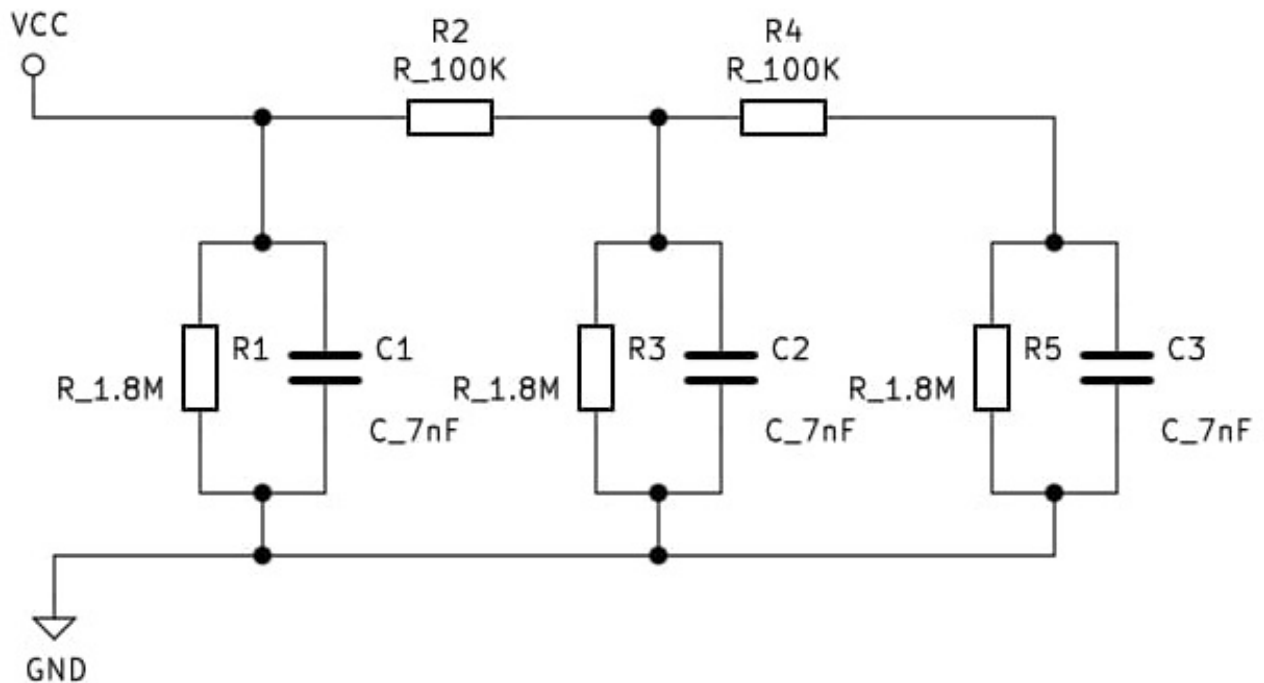 VCC
R2
R_100K
R4
R_100K
R1
C1
R_1.8M
C_7nF
R3
C2
R_1.8M
C_7nF
R5
C3
R_1.8M
C_7nF
GND